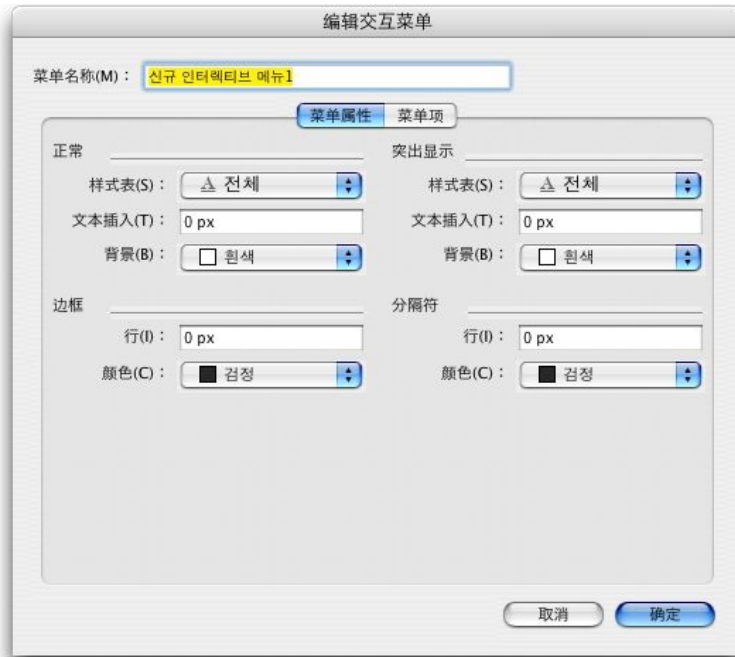 编辑交互菜单
菜单名称(M)： 신규 인터렉티브 메뉴1
菜单属性 菜单项
正常 突出显示
样式表(S)： A 전체 样式表(S)： A 전체
文本插入(T)： 0 px 文本插入(T)： 0 px
背景(B)： 흰색 背景(B)： 흰색
边框 分隔符
行(I)： 0 px 行(I)： 0 px
颜色(C)： 검정 颜色(C)： 검정
取消 确定